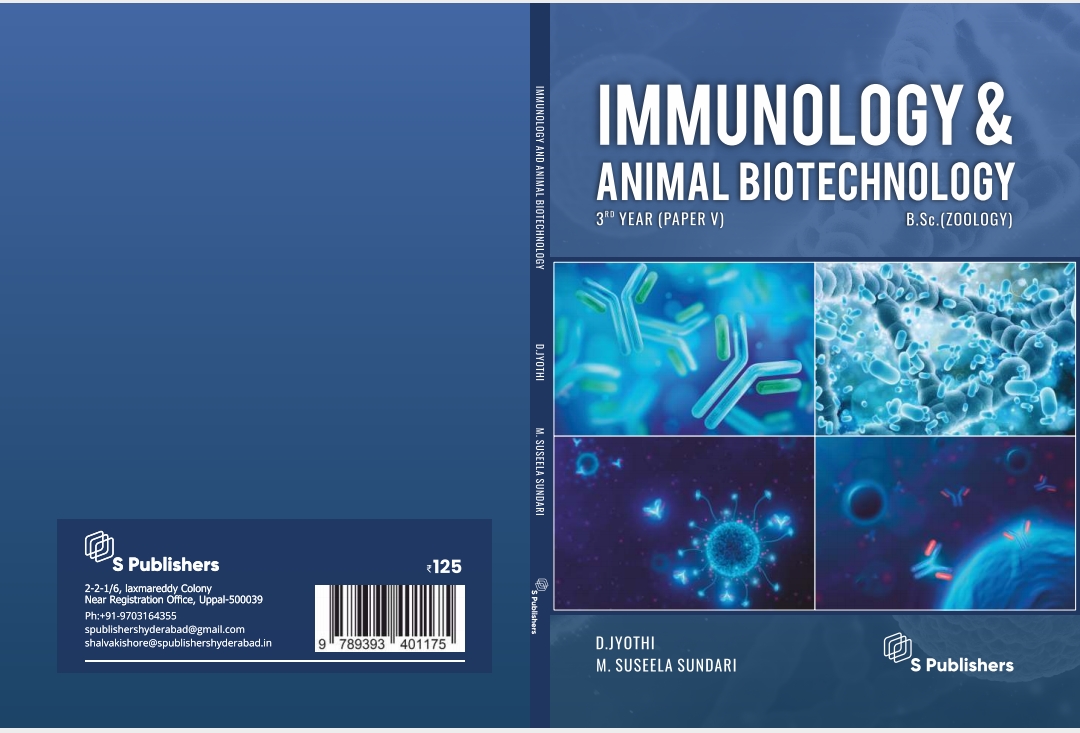 S Publishers
₹125
2-2-1/6, laxmareddy Colony
Near Registration Office, Uppal-500039
Ph:+91-9703164355
spublishershyderabad@gmail.com
shalvakishore@spublishershyderabad.in
9 789393 401175
IMMUNOLOGY AND ANIMAL BIOTECHNOLOGY
D.JYOTHI
M. SUSEELA SUNDARI
S Publishers
IMMUNOLOGY &
ANIMAL BIOTECHNOLOGY
3RD YEAR (PAPER V)
B.Sc.(ZOOLOGY)
D.JYOTHI
M. SUSEELA SUNDARI
S Publishers